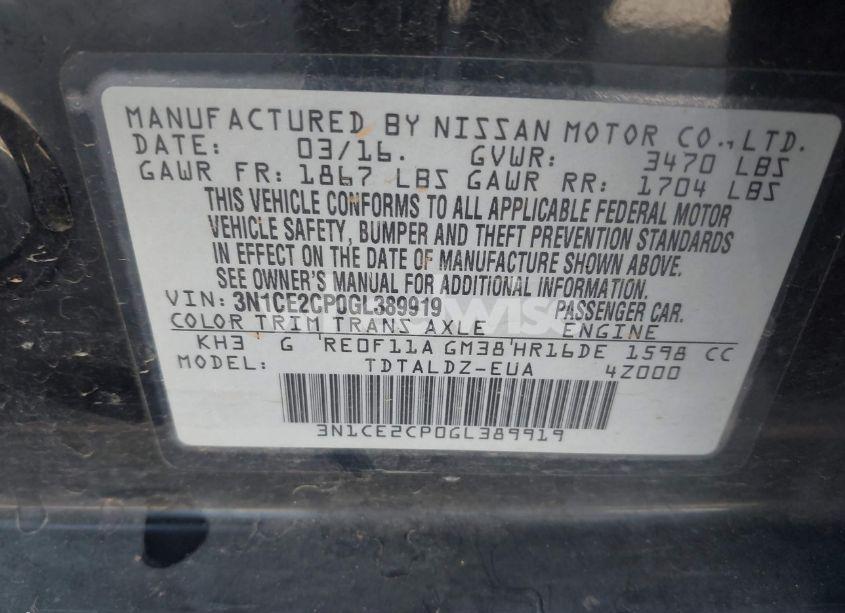 MANUFACTURED BY NISSAN MOTOR CO.,LTD.
DATE: 03/16. GVWR: 3470 LBS
GAWR FR: 1867 LBS GAWR RR: 1704 LBS
THIS VEHICLE CONFORMS TO ALL APPLICABLE FEDERAL MOTOR
VEHICLE SAFETY, BUMPER AND THEFT PREVENTION STANDARDS
IN EFFECT ON THE DATE OF MANUFACTURE SHOWN ABOVE.
SEE OWNER'S MANUAL FOR ADDITIONAL INFORMATION.
VIN: 3N1CE2CP0GL389919 PASSENGER CAR.
COLOR TRIM TRANS AXLE ENGINE
KH3 G RE0F11A GM38 HR16DE 1598 CC
MODEL: TDTALDZ-EUA 4Z000
3N1CE2CP0GL389919